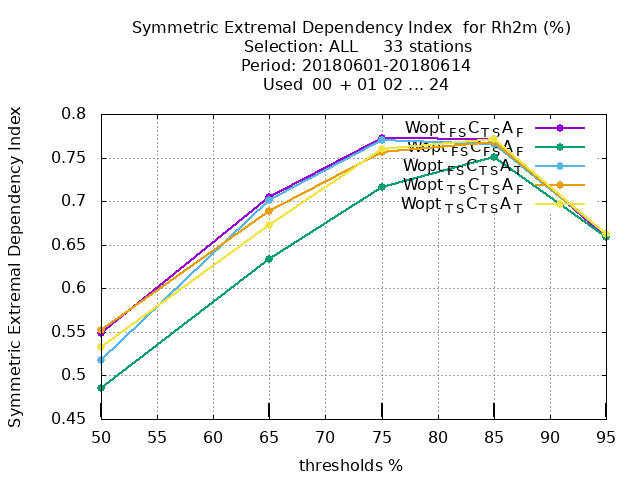 Symmetric Extremal Dependency Index for Rh2m (%)
Selection: ALL 33 stations
Period: 20180601-20180614
Used 00 + 01 02 ... 24
Symmetric Extremal Dependency Index
0.8
0.75
0.7
0.65
0.6
0.55
0.5
0.45
Wopt FS C TS A F
Wopt FS C FS A F
Wopt FS C TS A T
Wopt TS C TS A F
Wopt TS C TS A T
50 55 60 65 70 75 80 85 90 95
thresholds %